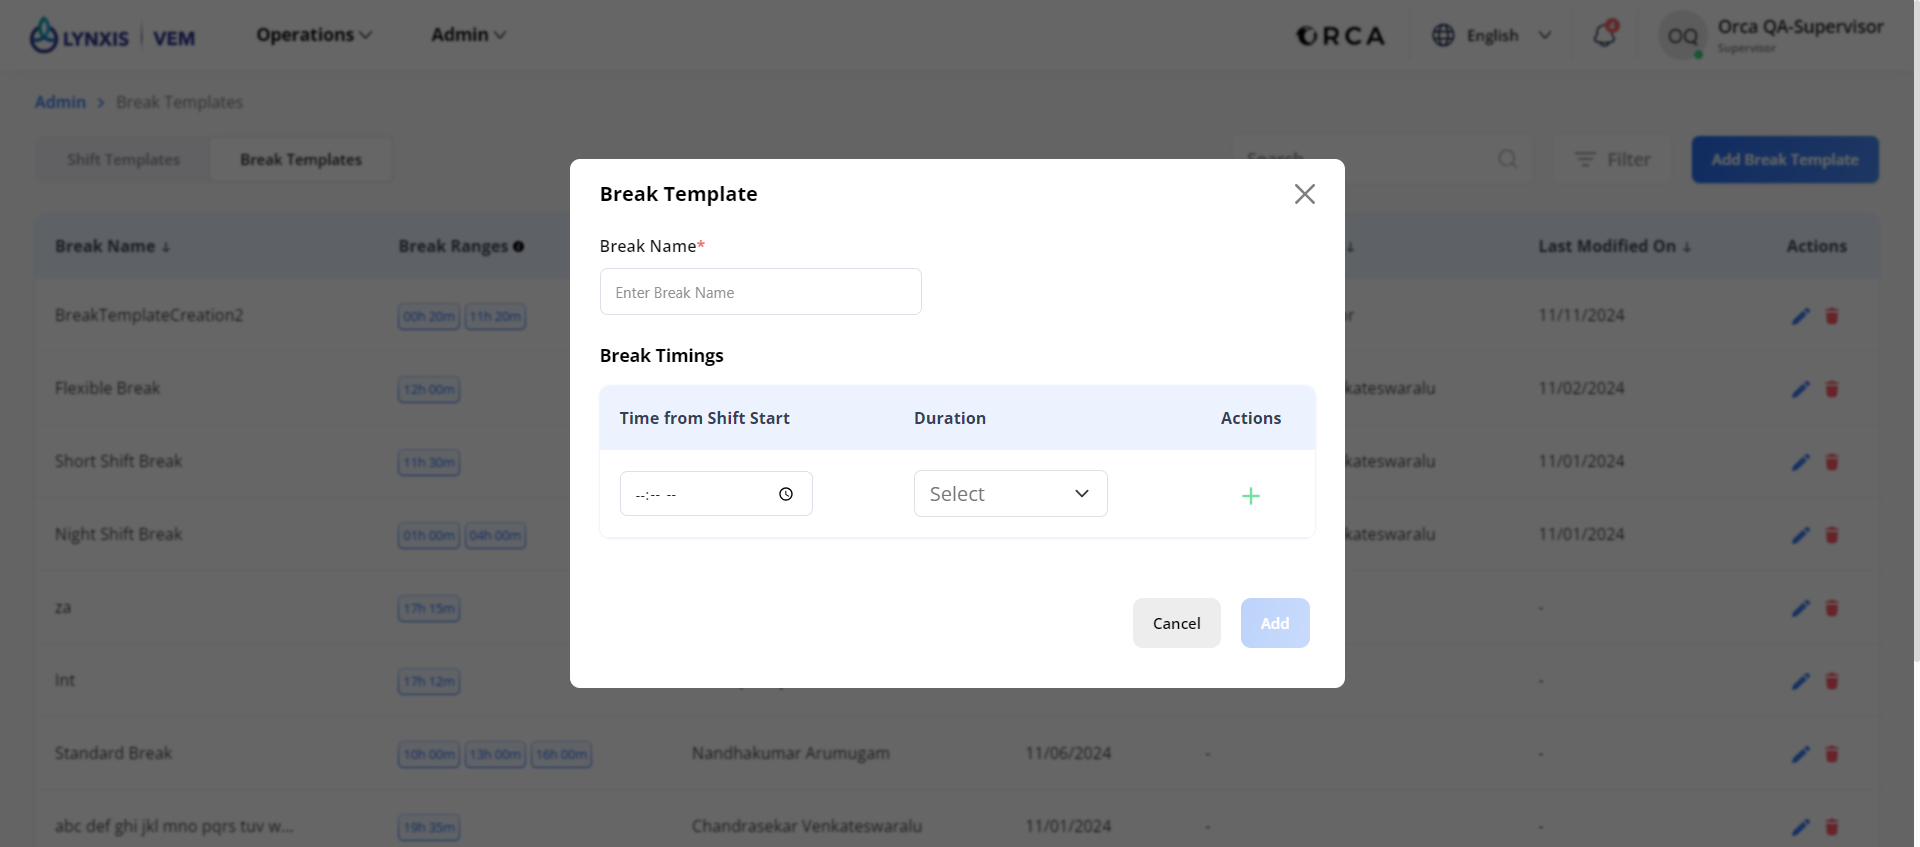 LYNXIS VEM Operations Admin ORCA English 4 OQ Orca QA-Supervisor
Supervisor
Admin > Break Templates
Shift Templates Break Templates Search Filter Add Break Template
Break Template
Break Name* 
Enter Break Name
Break Timings
Time from Shift Start Duration Actions
--:-- -- Select +
Cancel Add
Break Name ↓ Break Ranges ↓ Last Modified On ↓ Actions
BreakTemplateCreation2 00h 20m 11h 20m or 11/11/2024
Flexible Break 12h 00m kateswaralu 11/02/2024
Short Shift Break 11h 30m kateswaralu 11/01/2024
Night Shift Break 01h 00m 04h 00m kateswaralu 11/01/2024
za 17h 15m -
Int 17h 12m -
Standard Break 10h 00m 13h 00m 16h 00m Nandhakumar Arumugam 11/06/2024 - -
abc def ghi jkl mno pqrs tuv w... 19h 35m Chandrasekar Venkateswaralu 11/01/2024 - -